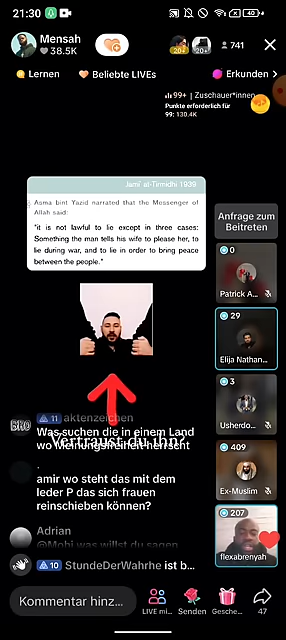 21:30
40
Mensah
38.5K
20+
20+
741
Lernen
Beliebte LIVEs
Erkunden
99+ | Zuschauer*innen
Punkte erforderlich für
99: 130.4K
Jami` at-Tirmidhi 1939
Asma bint Yazid narrated that the Messenger of
Allah said:
"it is not lawful to lie except in three cases:
Something the man tells his wife to please her, to
lie during war, and to lie in order to bring peace
between the people."
Anfrage zum
Beitreten
0
Patrick A...
29
Elija Nathan...
3
Usherdo...
409
Ex-Muslim
207
flexabrenyah
11 aktenzeichen
Was suchen die in einem Land
wo Meinungsfreiheit herrscht
Vertraust du ihm?
.
amir wo steht das mit dem
leder P das sich frauen
reinschieben können?
Adrian
@Mohi was willst du sagen
10 StundeDerWahrhe ist b...
Kommentar hinz...
LIVE mi...
Senden
Gesche...
47